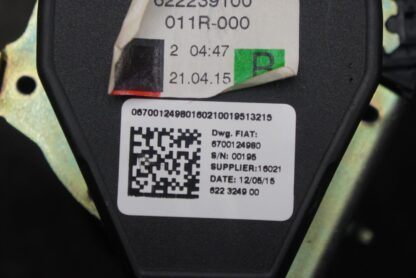 622239100
011R-000
2 04:47
R
21.04.15
06700124980160210019513215
Dwg. FIAT:
6700124980
S/N: 00195
SUPPLIER:16021
DATE: 12/05/15
622 3249 00